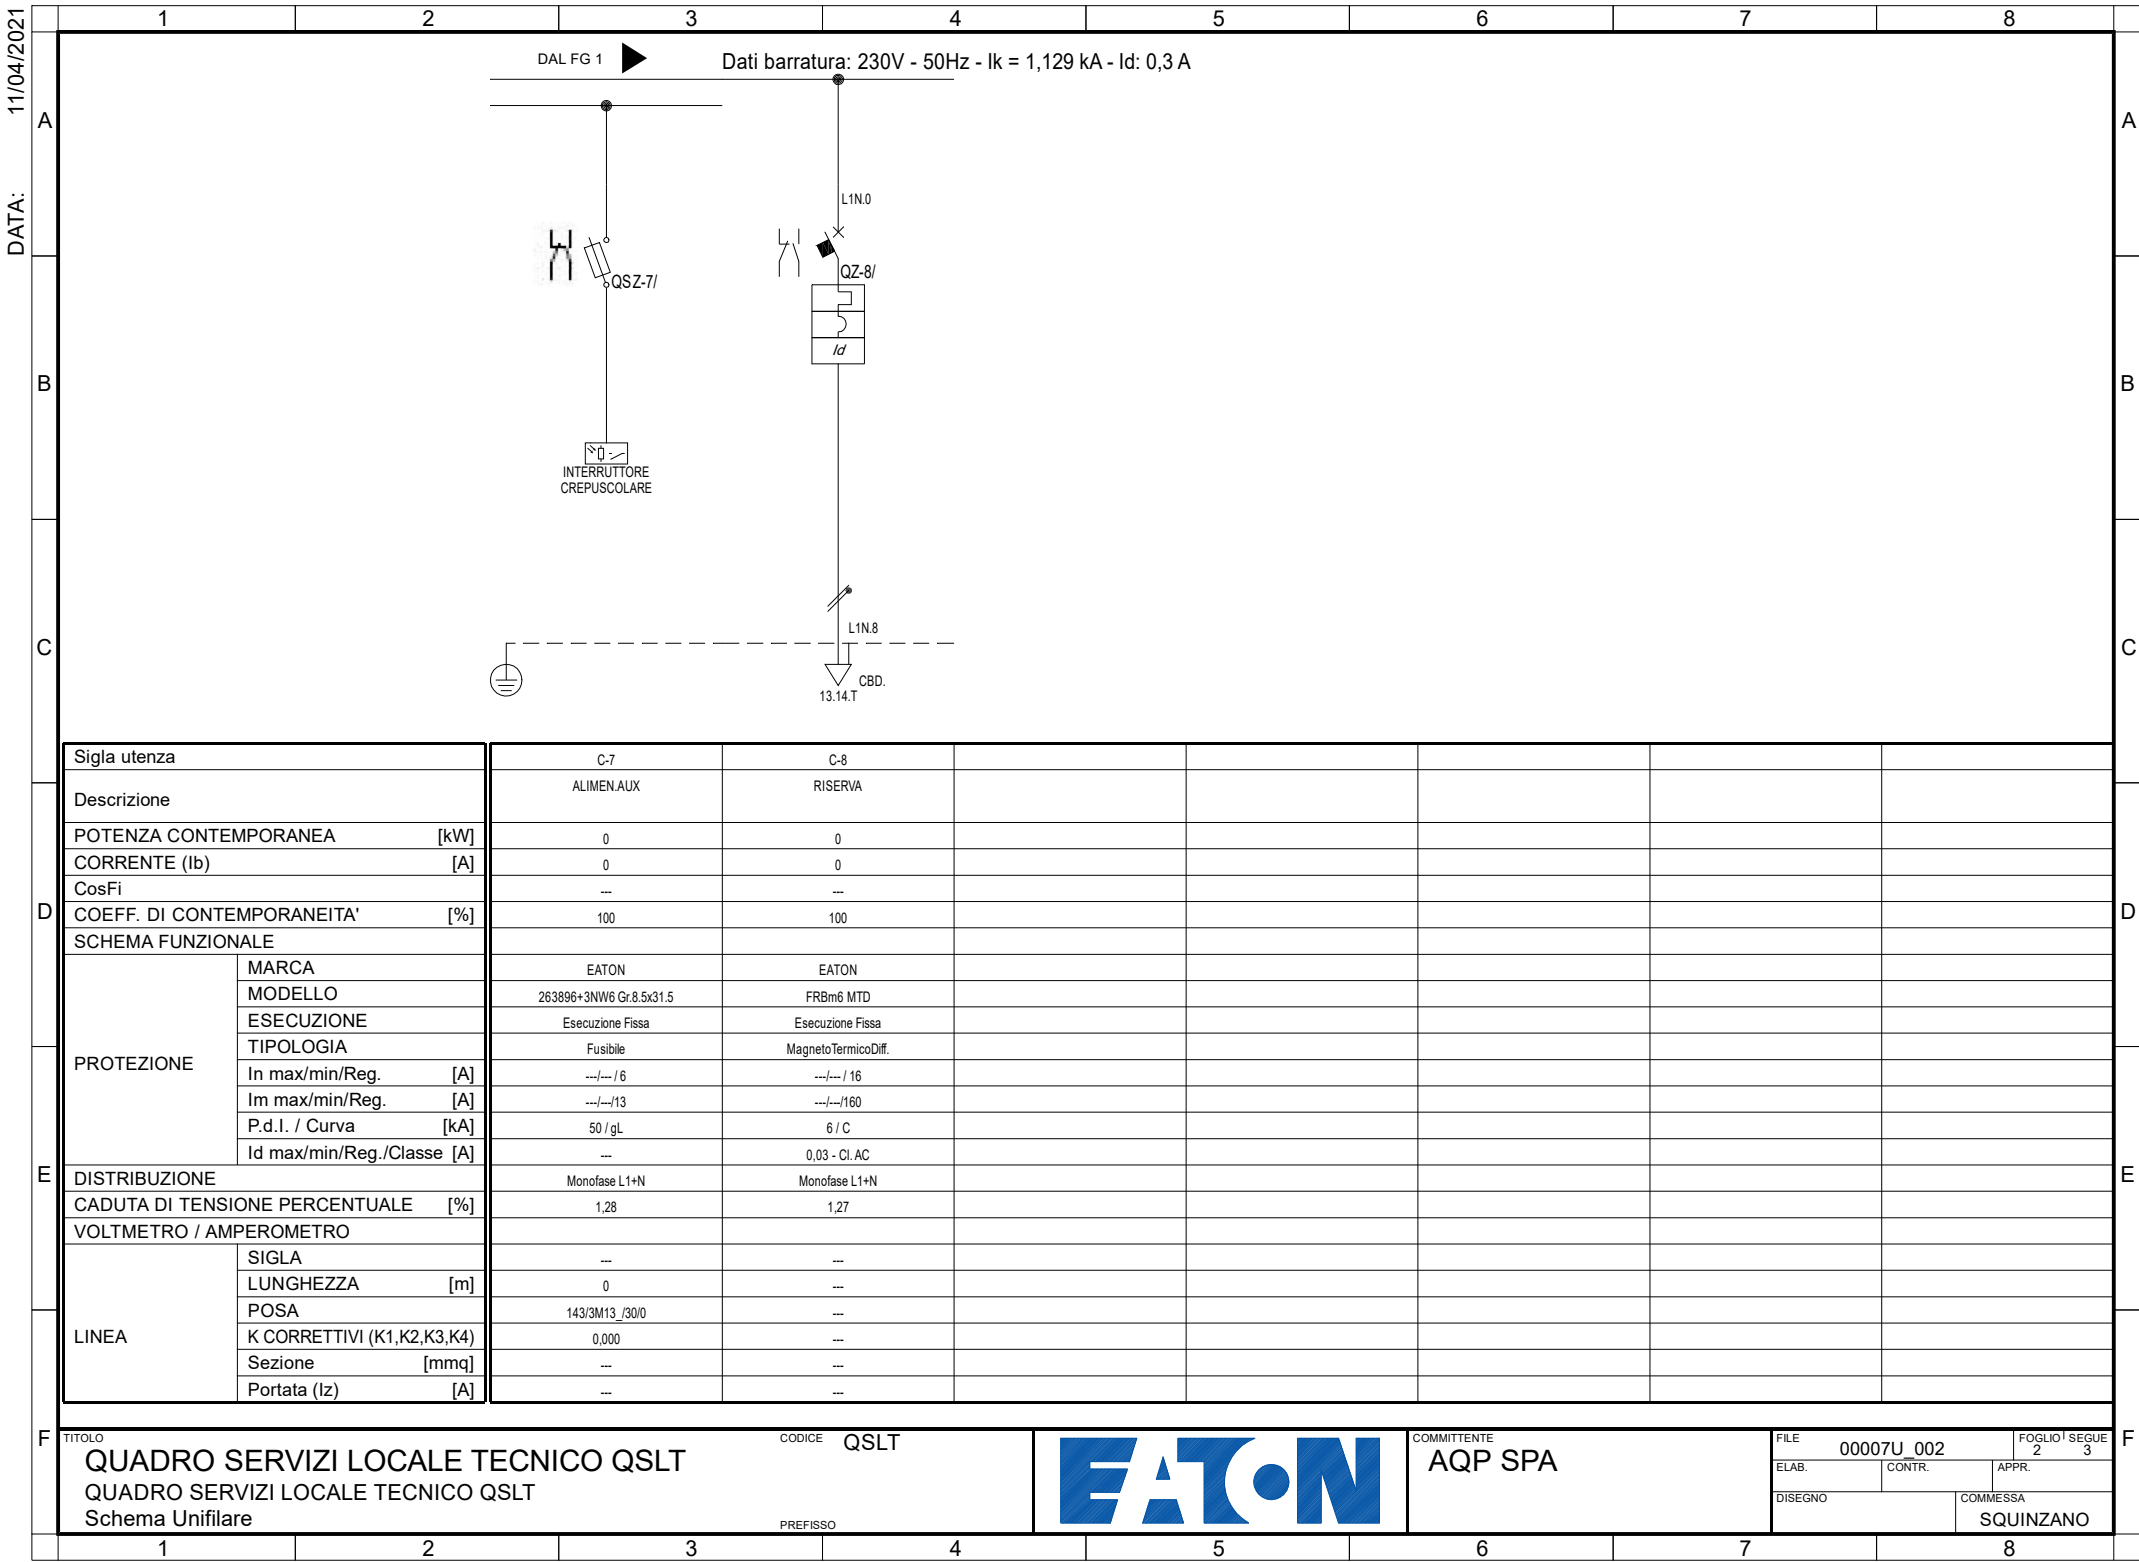 DATA: 11/04/2021
1 2 3 4 5 6 7 8
A A
B B
C C
D D
E E
F F
DAL FG 1
Dati barratura: 230V - 50Hz - Ik = 1,129 kA - Id: 0,3 A
L1N.0
QSZ-7/
QZ-8/
Id
INTERRUTTORE
CREPUSCOLARE
L1N.8
CBD.
13.14.T
Sigla utenza C-7 C-8
Descrizione ALIMEN.AUX RISERVA
POTENZA CONTEMPORANEA [kW] 0 0
CORRENTE (Ib) [A] 0 0
CosFi --- ---
COEFF. DI CONTEMPORANEITA' [%] 100 100
SCHEMA FUNZIONALE
PROTEZIONE
MARCA EATON EATON
MODELLO 263896+3NW6 Gr.8.5x31.5 FRBm6 MTD
ESECUZIONE Esecuzione Fissa Esecuzione Fissa
TIPOLOGIA Fusibile MagnetoTermicoDiff.
In max/min/Reg. [A] ---/--- / 6 ---/--- / 16
Im max/min/Reg. [A] ---/---/13 ---/---/160
P.d.I. / Curva [kA] 50 / gL 6 / C
Id max/min/Reg./Classe [A] --- 0,03 - Cl. AC
DISTRIBUZIONE Monofase L1+N Monofase L1+N
CADUTA DI TENSIONE PERCENTUALE [%] 1,28 1,27
VOLTMETRO / AMPEROMETRO
LINEA
SIGLA --- ---
LUNGHEZZA [m] 0 ---
POSA 143/3M13_/30/0 ---
K CORRETTIVI (K1,K2,K3,K4) 0,000 ---
Sezione [mmq] --- ---
Portata (Iz) [A] --- ---
TITOLO
QUADRO SERVIZI LOCALE TECNICO QSLT
QUADRO SERVIZI LOCALE TECNICO QSLT
Schema Unifilare
CODICE QSLT
PREFISSO
EATON
COMMITTENTE
AQP SPA
FILE 00007U_002
FOGLIO 2 SEGUE 3
ELAB. CONTR. APPR.
DISEGNO
COMMESSA
SQUINZANO
1 2 3 4 5 6 7 8